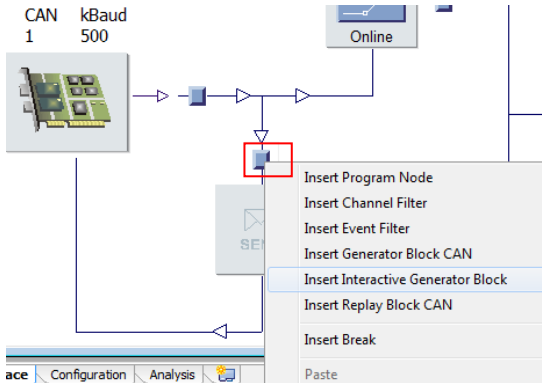 CAN kBaud
1 500
Online
Insert Program Node
Insert Channel Filter
Insert Event Filter
Insert Generator Block CAN
Insert Interactive Generator Block
Insert Replay Block CAN
Insert Break
Paste
Configuration Analysis